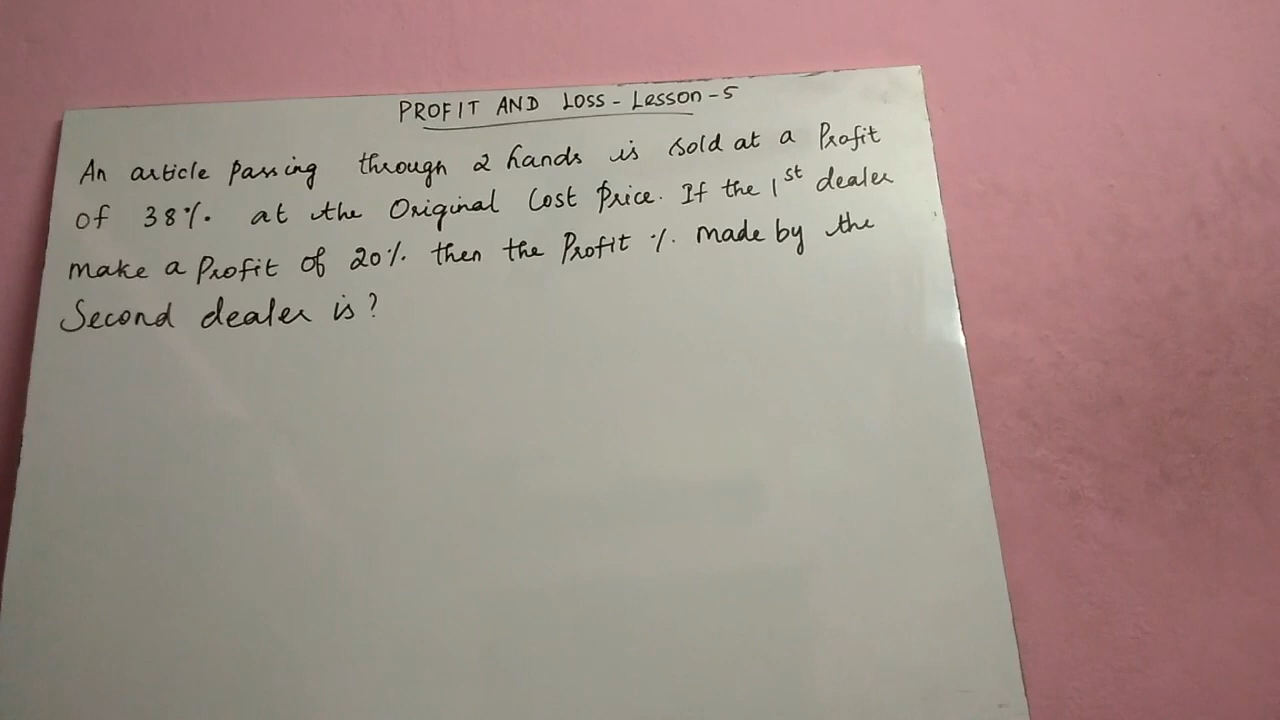 PROFIT AND LOSS - Lesson - 5
An article passing through 2 hands is sold at a Profit
of 38%. at the Original Cost Price. If the 1st dealer
make a Profit of 20%. then the Profit %. made by the
Second dealer is?